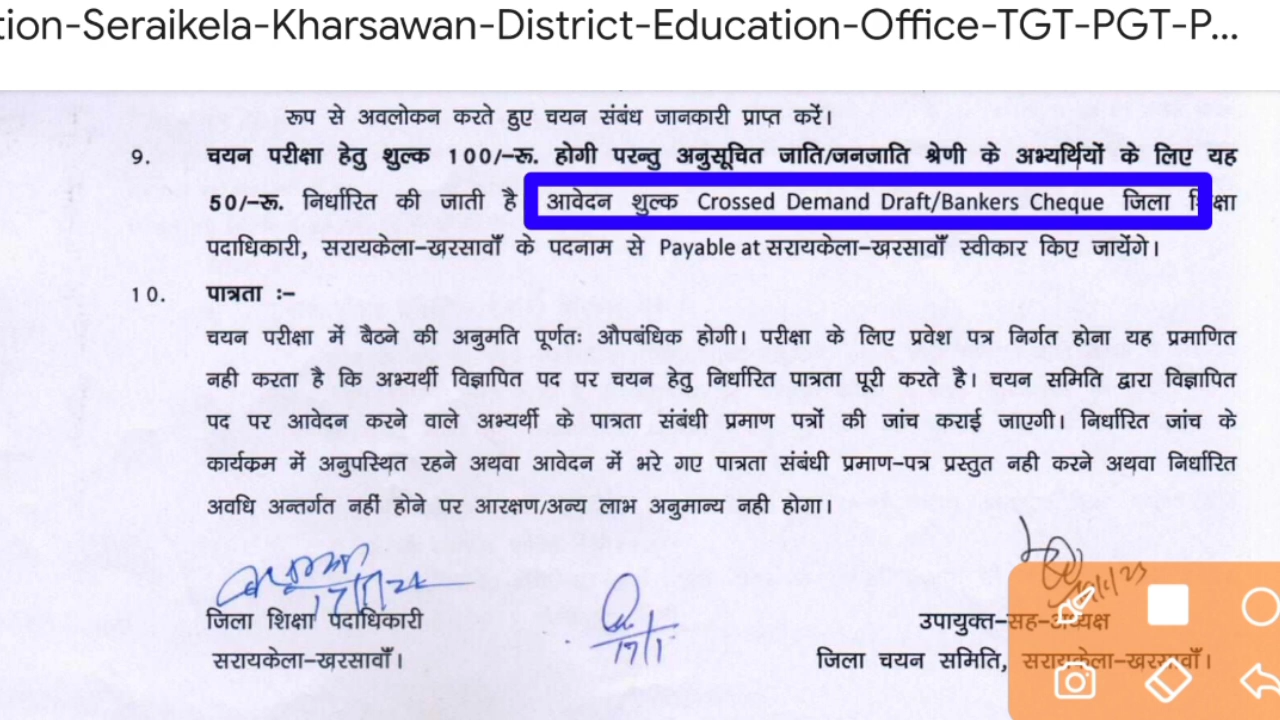 tion-Seraikela-Kharsawan-District-Education-Office-TGT-PGT-P...
रूप से अवलोकन करते हुए चयन संबंध जानकारी प्राप्त करें।
9. चयन परीक्षा हेतु शुल्क 100/–रू. होगी परन्तु अनुसूचित जाति/जनजाति श्रेणी के अभ्यर्थियों के लिए यह
50/–रू. निर्धारित की जाती है आवेदन शुल्क Crossed Demand Draft/Bankers Cheque जिला शिक्षा
पदाधिकारी, सरायकेला–खरसावाँ के पदनाम से Payable at सरायकेला–खरसावाँ स्वीकार किए जायेंगे।
10. पात्रता :–
चयन परीक्षा में बैठने की अनुमति पूर्णतः औपबंधिक होगी। परीक्षा के लिए प्रवेश पत्र निर्गत होना यह प्रमाणित
नही करता है कि अभ्यर्थी विज्ञापित पद पर चयन हेतु निर्धारित पात्रता पूरी करते है। चयन समिति द्वारा विज्ञापित
पद पर आवेदन करने वाले अभ्यर्थी के पात्रता संबंधी प्रमाण पत्रों की जांच कराई जाएगी। निर्धारित जांच के
कार्यकम में अनुपस्थित रहने अथवा आवेदन में भरे गए पात्रता संबंधी प्रमाण–पत्र प्रस्तुत नही करने अथवा निर्धारित
अवधि अन्तर्गत नहीं होने पर आरक्षण/अन्य लाभ अनुमान्य नही होगा।
17/1
जिला शिक्षा पदाधिकारी
सरायकेला–खरसावाँ।
उपायुक्त–सह–अध्यक्ष
जिला चयन समिति, सरायकेला–खरसावाँ।